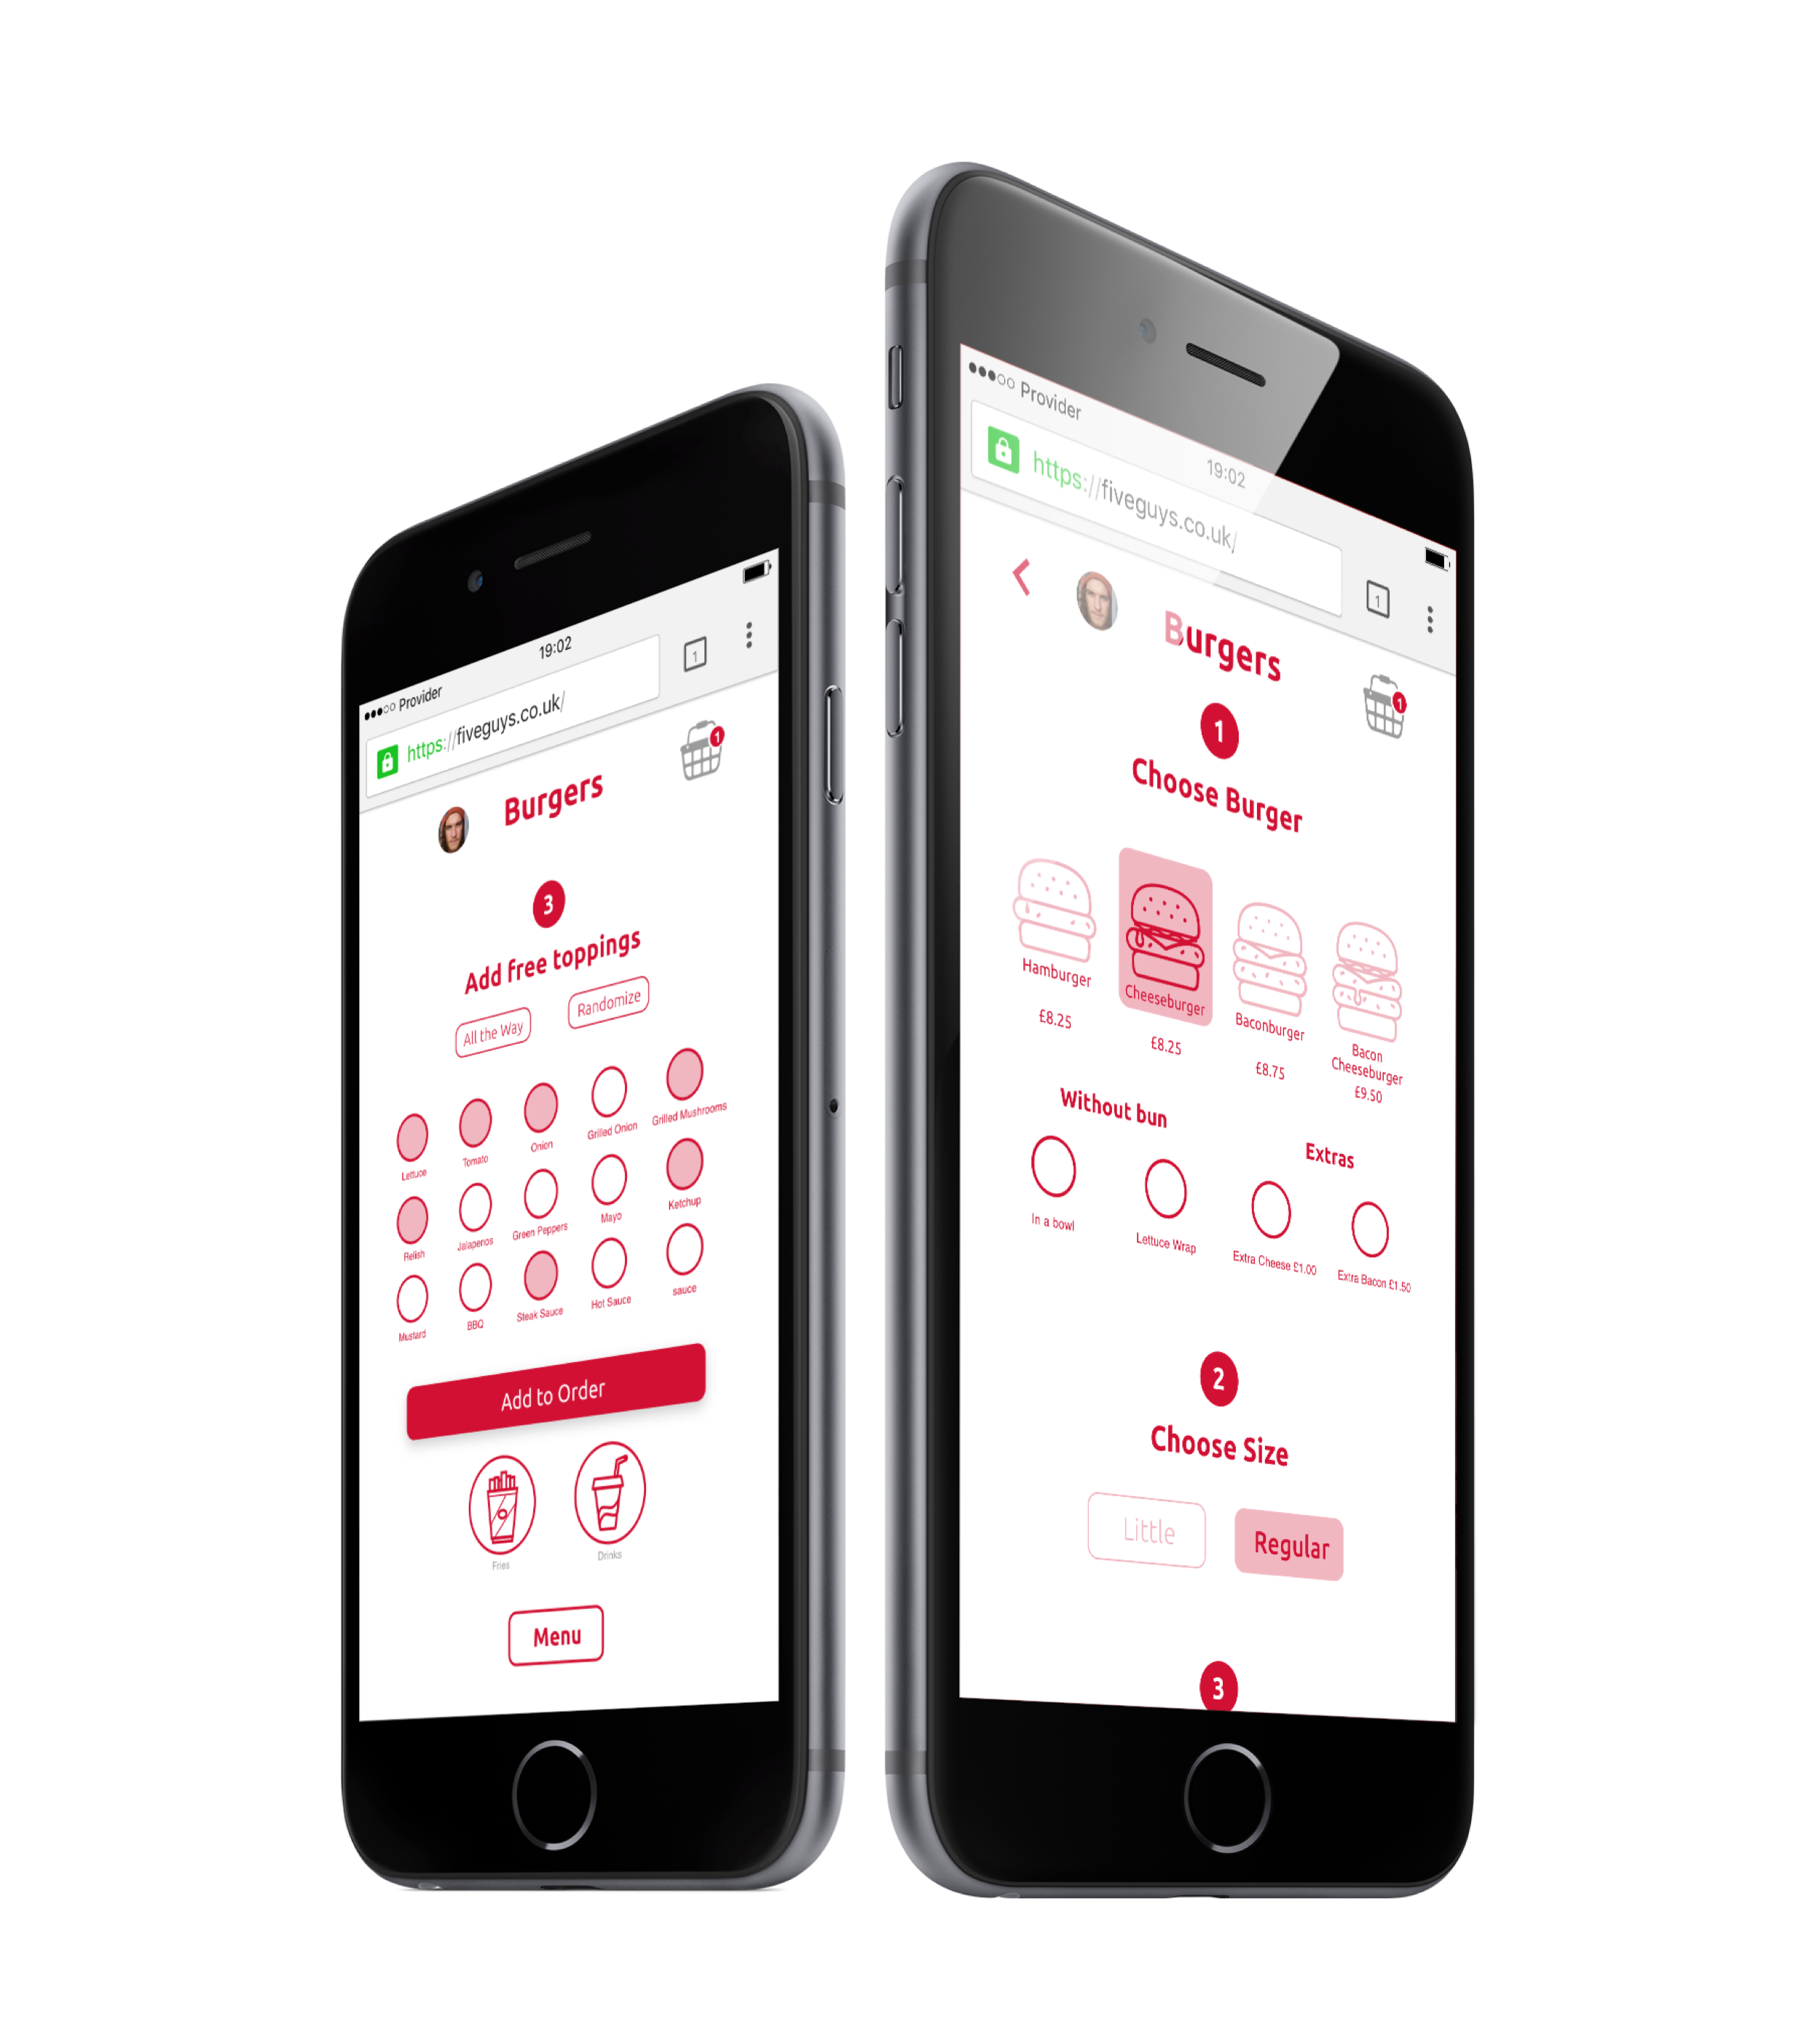 Provider
19:02
https://fiveguys.co.uk/
1
Burgers
1
3
Add free toppings
All the Way
Randomize
Lettuce
Tomato
Onion
Grilled Onion
Grilled Mushrooms
Relish
Jalapenos
Green Peppers
Mayo
Ketchup
Mustard
BBQ
Steak Sauce
Hot Sauce
sauce
Add to Order
Fries
Drinks
Menu
Provider
19:02
https://fiveguys.co.uk/
1
Burgers
1
1
Choose Burger
Hamburger
£8.25
Cheeseburger
£8.25
Baconburger
£8.75
Bacon
Cheeseburger
£9.50
Without bun
Extras
In a bowl
Lettuce Wrap
Extra Cheese £1.00
Extra Bacon £1.50
2
Choose Size
Little
Regular
3